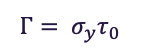 Γ = σ_y τ_0